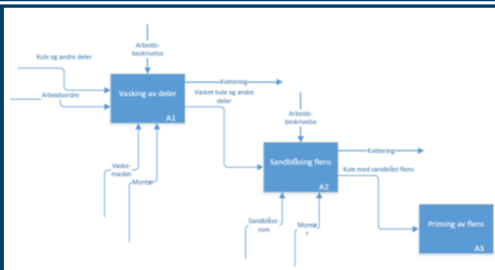 Arbeids-
beskrivelse
Kule og andre deler
Arbeidsordre
Vasking av deler
A1
Kvittering
Vasket kule og andre
deler
Vaske-
maskin
Montør
Arbeids-
beskrivelse
Sandblåsing flens
A2
Kvittering
Kule med sandblåst flens
Sandblåse-
rom
Montø
r
Priming av flens
A3